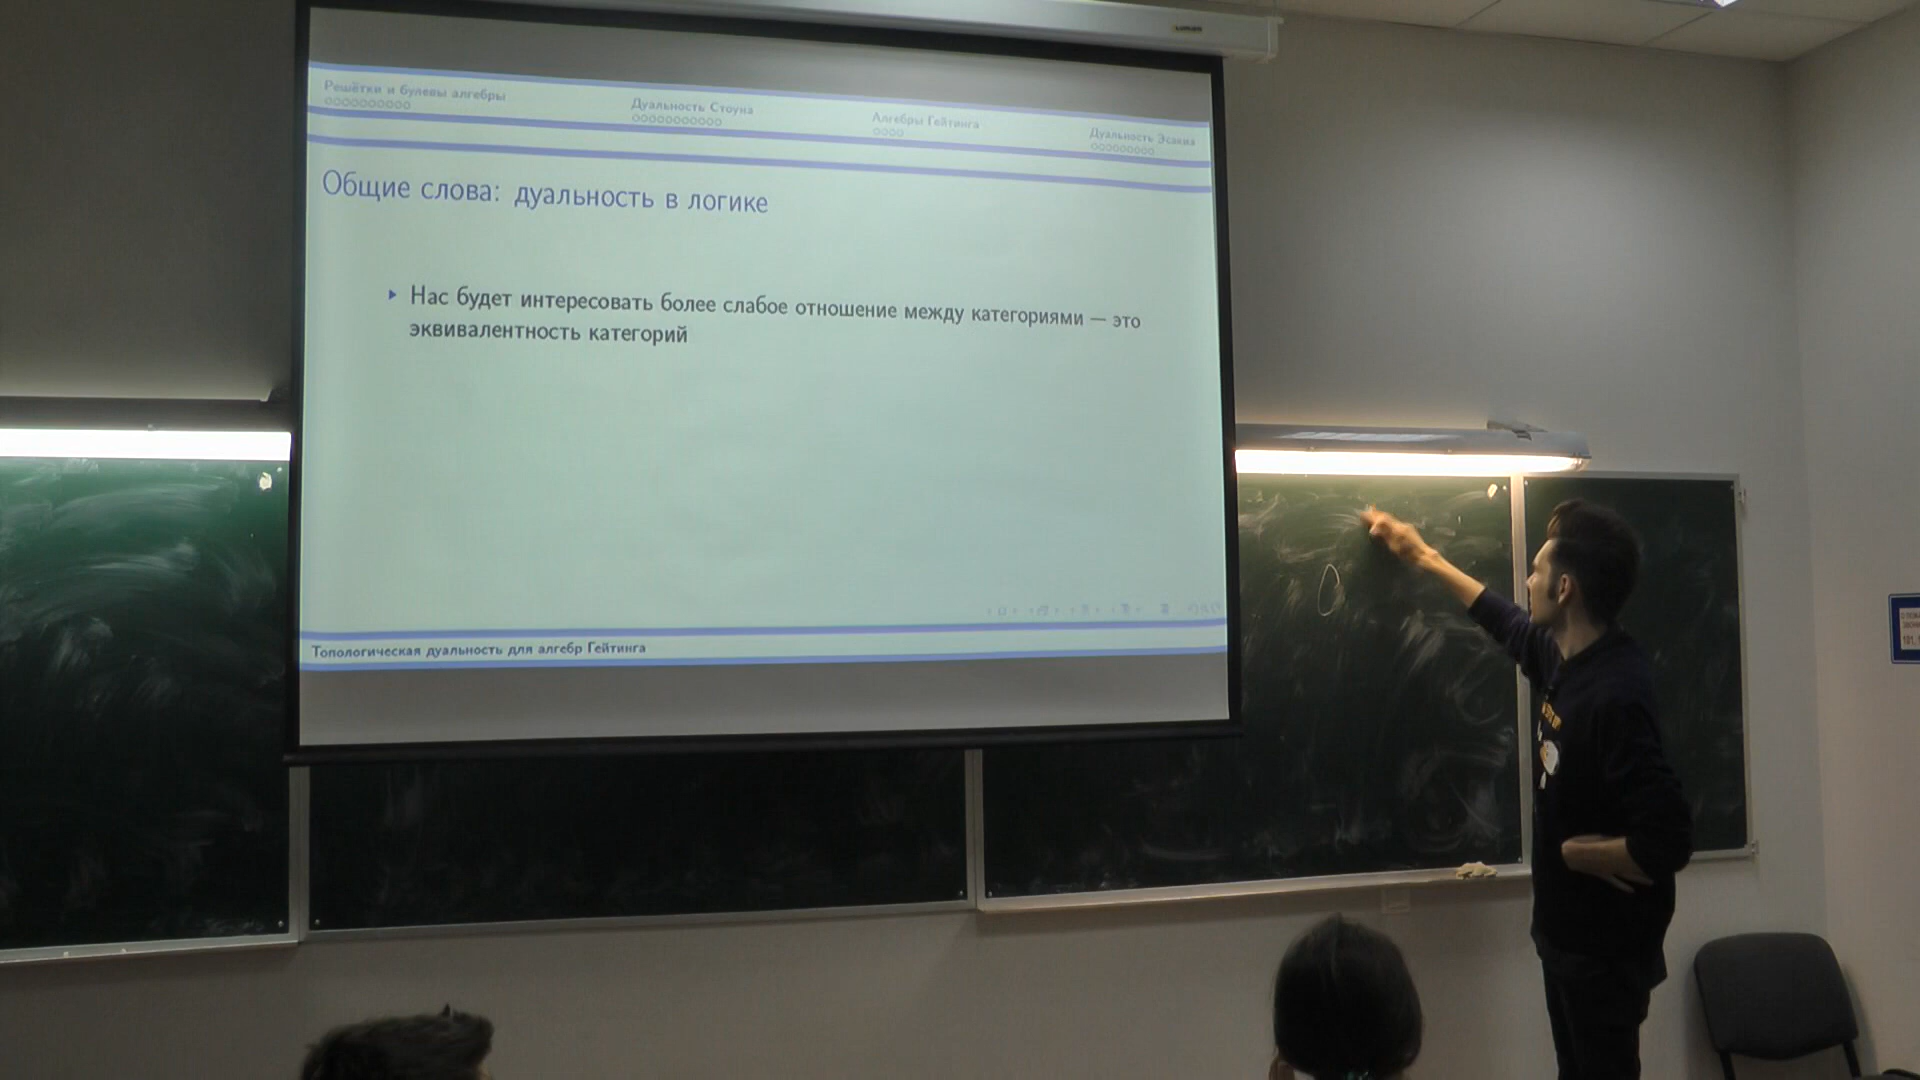 Решётки и булевы алгебры
Дуальность Стоуна
Алгебры Гейтинга
Дуальность Эсакиа
Общие слова: дуальность в логике
Нас будет интересовать более слабое отношение между категориями — это
эквивалентность категорий
Топологическая дуальность для алгебр Гейтинга